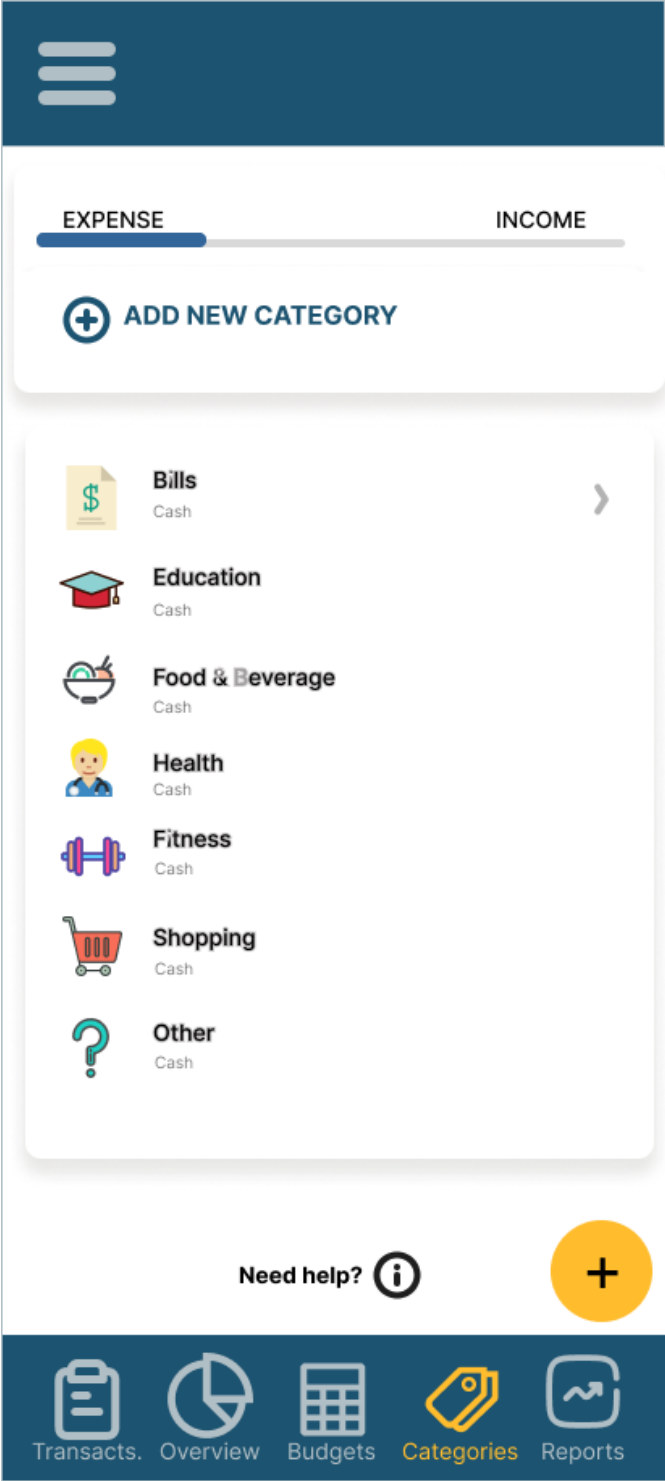 EXPENSE INCOME
ADD NEW CATEGORY
$
Bills
Cash
Education
Cash
Food & Beverage
Cash
Health
Cash
Fitness
Cash
Shopping
Cash
Other
Cash
Need help?
Transacts. Overview Budgets Categories Reports